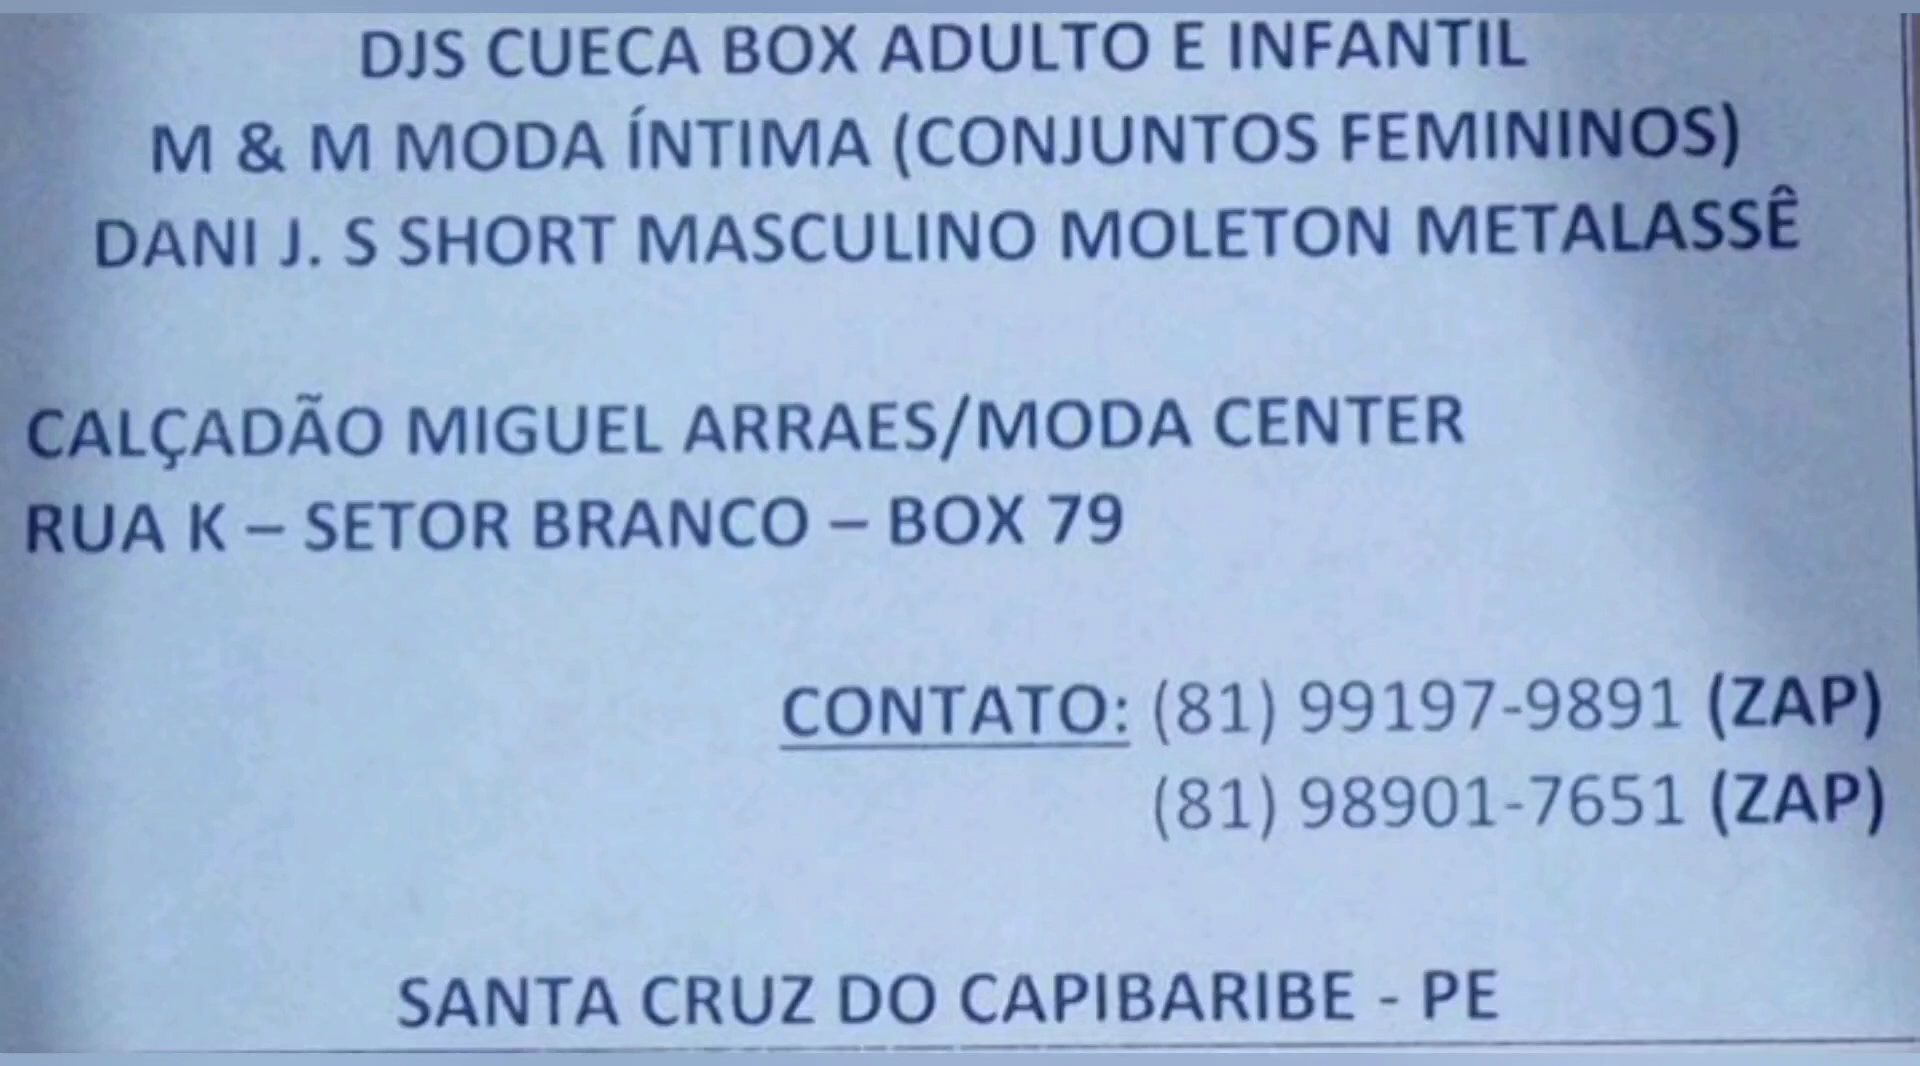 DJS CUECA BOX ADULTO E INFANTIL
M & M MODA ÍNTIMA (CONJUNTOS FEMININOS)
DANI J. S SHORT MASCULINO MOLETON METALASSÊ
CALÇADÃO MIGUEL ARRAES/MODA CENTER
RUA K – SETOR BRANCO – BOX 79
CONTATO: (81) 99197-9891 (ZAP)
(81) 98901-7651 (ZAP)
SANTA CRUZ DO CAPIBARIBE - PE